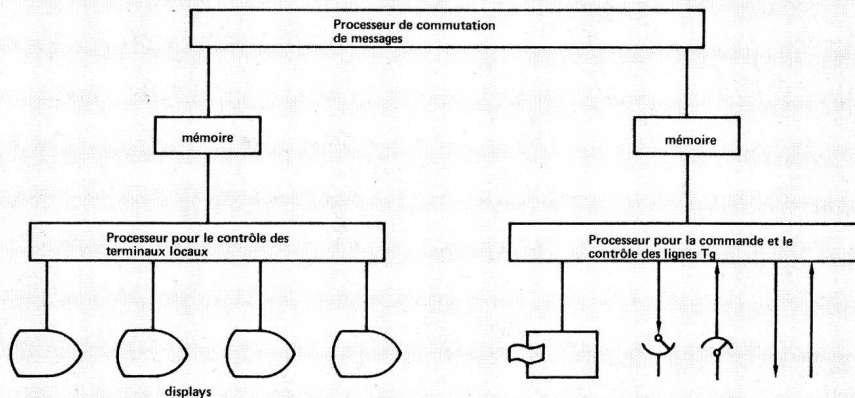 Processeur de commutation
de messages
mémoire
mémoire
Processeur pour le contrôle des
terminaux locaux
Processeur pour la commande et le
contrôle des lignes Tg
displays